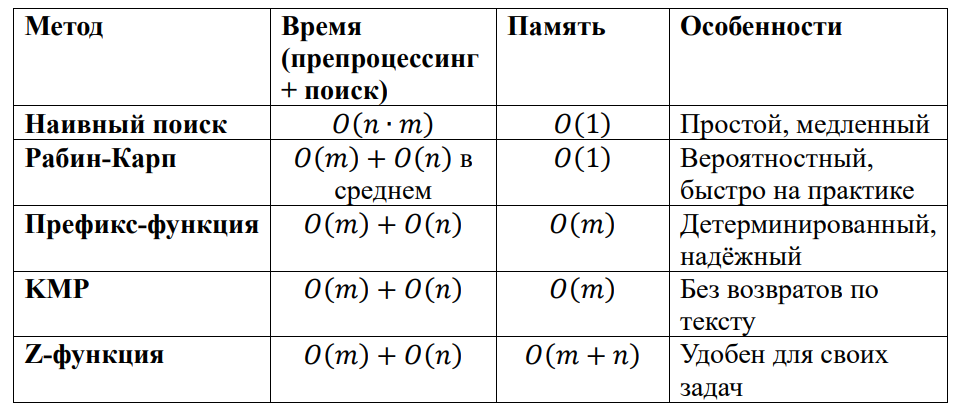 Метод Время (препроцессинг + поиск) Память Особенности
Наивный поиск O(n · m) O(1) Простой, медленный
Рабин-Карп O(m) + O(n) в среднем O(1) Вероятностный, быстро на практике
Префикс-функция O(m) + O(n) O(m) Детерминированный, надёжный
KMP O(m) + O(n) O(m) Без возвратов по тексту
Z-функция O(m) + O(n) O(m + n) Удобен для своих задач